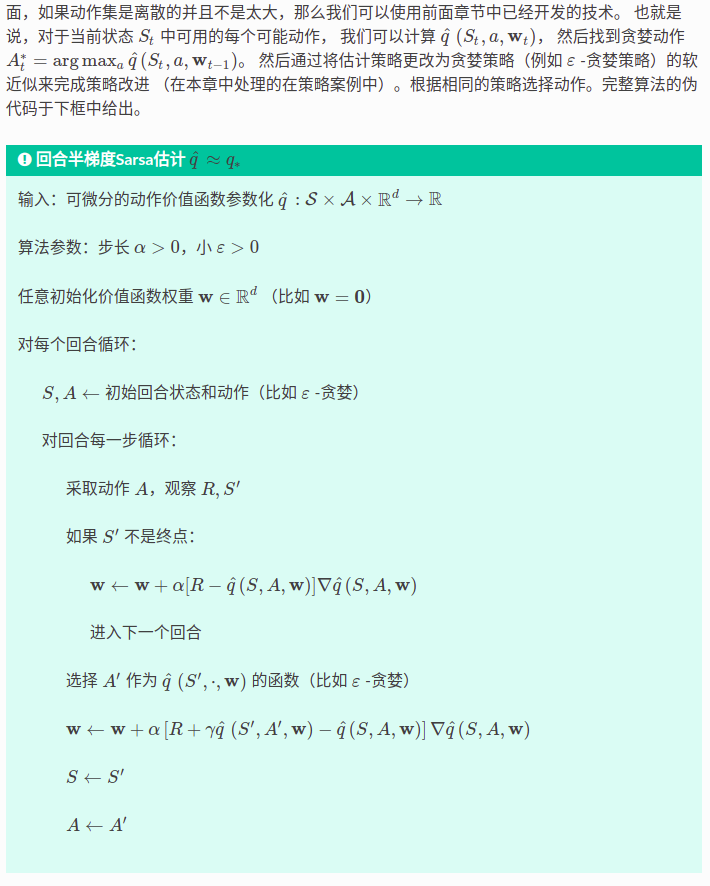 面，如果动作集是离散的并且不是太大，那么我们可以使用前面章节中已经开发的技术。 也就是
说，对于当前状态 $S_t$ 中可用的每个可能动作， 我们可以计算 $\hat{q}\ (S_t, a, \mathbf{w}_t)$， 然后找到贪婪动作
$A_t^* = \arg\max_a \hat{q}\,(S_t, a, \mathbf{w}_{t-1})$。 然后通过将估计策略更改为贪婪策略（例如 $\varepsilon$ -贪婪策略）的软
近似来完成策略改进 （在本章中处理的在策略案例中）。根据相同的策略选择动作。完整算法的伪
代码于下框中给出。
回合半梯度Sarsa估计 $\hat{q}\ \approx q_*$
输入：可微分的动作价值函数参数化 $\hat{q}\ : \mathcal{S} \times \mathcal{A} \times \mathbb{R}^d \to \mathbb{R}$
算法参数：步长 $\alpha > 0$，小 $\varepsilon > 0$
任意初始化价值函数权重 $\mathbf{w} \in \mathbb{R}^d$ （比如 $\mathbf{w} = \mathbf{0}$）
对每个回合循环：
$S, A \leftarrow$ 初始回合状态和动作（比如 $\varepsilon$ -贪婪）
对回合每一步循环：
采取动作 $A$，观察 $R, S'$
如果 $S'$ 不是终点：
$\mathbf{w} \leftarrow \mathbf{w} + \alpha[R - \hat{q}\,(S, A, \mathbf{w})]\nabla\hat{q}\,(S, A, \mathbf{w})$
进入下一个回合
选择 $A'$ 作为 $\hat{q}\ (S', \cdot, \mathbf{w})$ 的函数（比如 $\varepsilon$ -贪婪）
$\mathbf{w} \leftarrow \mathbf{w} + \alpha\,[R + \gamma\hat{q}\ (S', A', \mathbf{w}) - \hat{q}\,(S, A, \mathbf{w})]\,\nabla\hat{q}\,(S, A, \mathbf{w})$
$S \leftarrow S'$
$A \leftarrow A'$